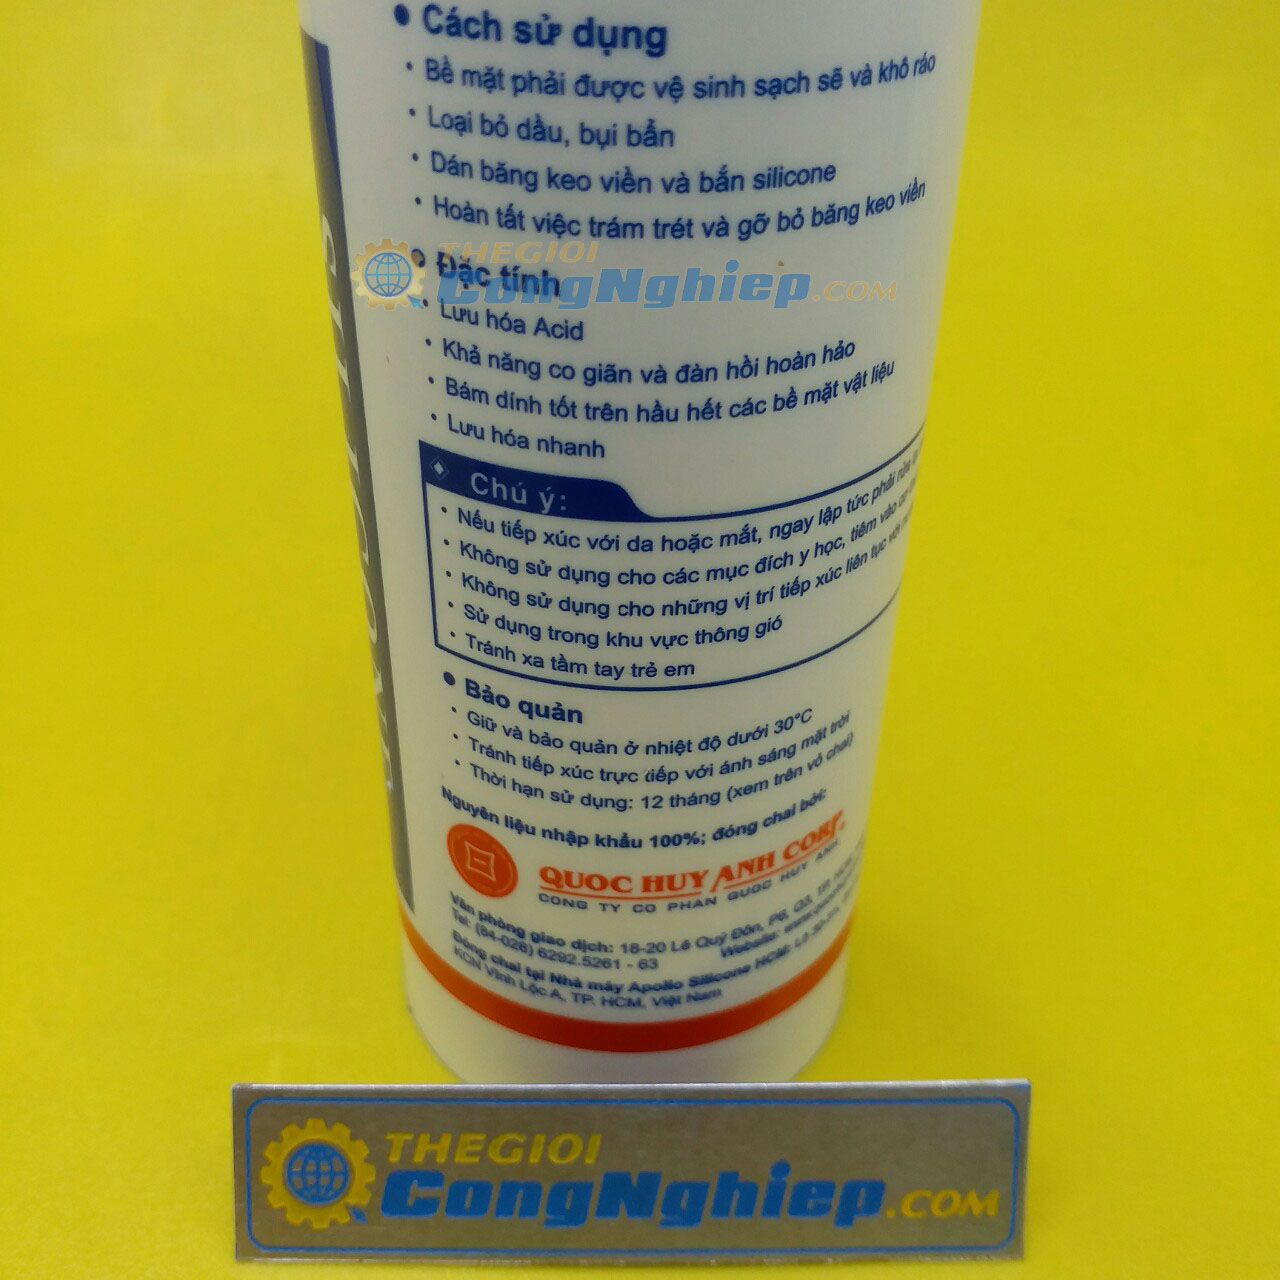 • Cách sử dụng
· Bề mặt phải được vệ sinh sạch sẽ và khô ráo
· Loại bỏ dầu, bụi bẩn
· Dán băng keo viền và bắn silicone
· Hoàn tất việc trám trét và gỡ bỏ băng keo viền
THEGIOI
CongNghiep.COM
• Đặc tính
· Lưu hóa Acid
· Khả năng co giãn và đàn hồi hoàn hảo
· Bám dính tốt trên hầu hết các bề mặt vật liệu
· Lưu hóa nhanh
Chú ý:
· Nếu tiếp xúc với da hoặc mắt, ngay lập tức phải rửa
· Không sử dụng cho các mục đích y học, tiêm vào cơ
· Không sử dụng cho những vị trí tiếp xúc liên tục với
· Sử dụng trong khu vực thông gió
· Tránh xa tầm tay trẻ em
• Bảo quản
· Giữ và bảo quản ở nhiệt độ dưới 30°C
· Tránh tiếp xúc trực tiếp với ánh sáng mặt trời
· Thời hạn sử dụng: 12 tháng (xem trên vỏ chai)
Nguyên liệu nhập khẩu 100%; đóng chai bởi:
QUOC HUY ANH CORP.
CONG TY CO PHAN QUOC HUY ANH
Văn phòng giao dịch: 18-20 Lê Quý Đôn, P6, Q3, TP. HCM
Tel: (84-028) 6292.5261 - 63 Website:
Đóng chai tại Nhà máy Apollo Silicone HCM: Lô
KCN Vĩnh Lộc A, TP. HCM, Việt Nam
THEGIOI
CongNghiep.COM